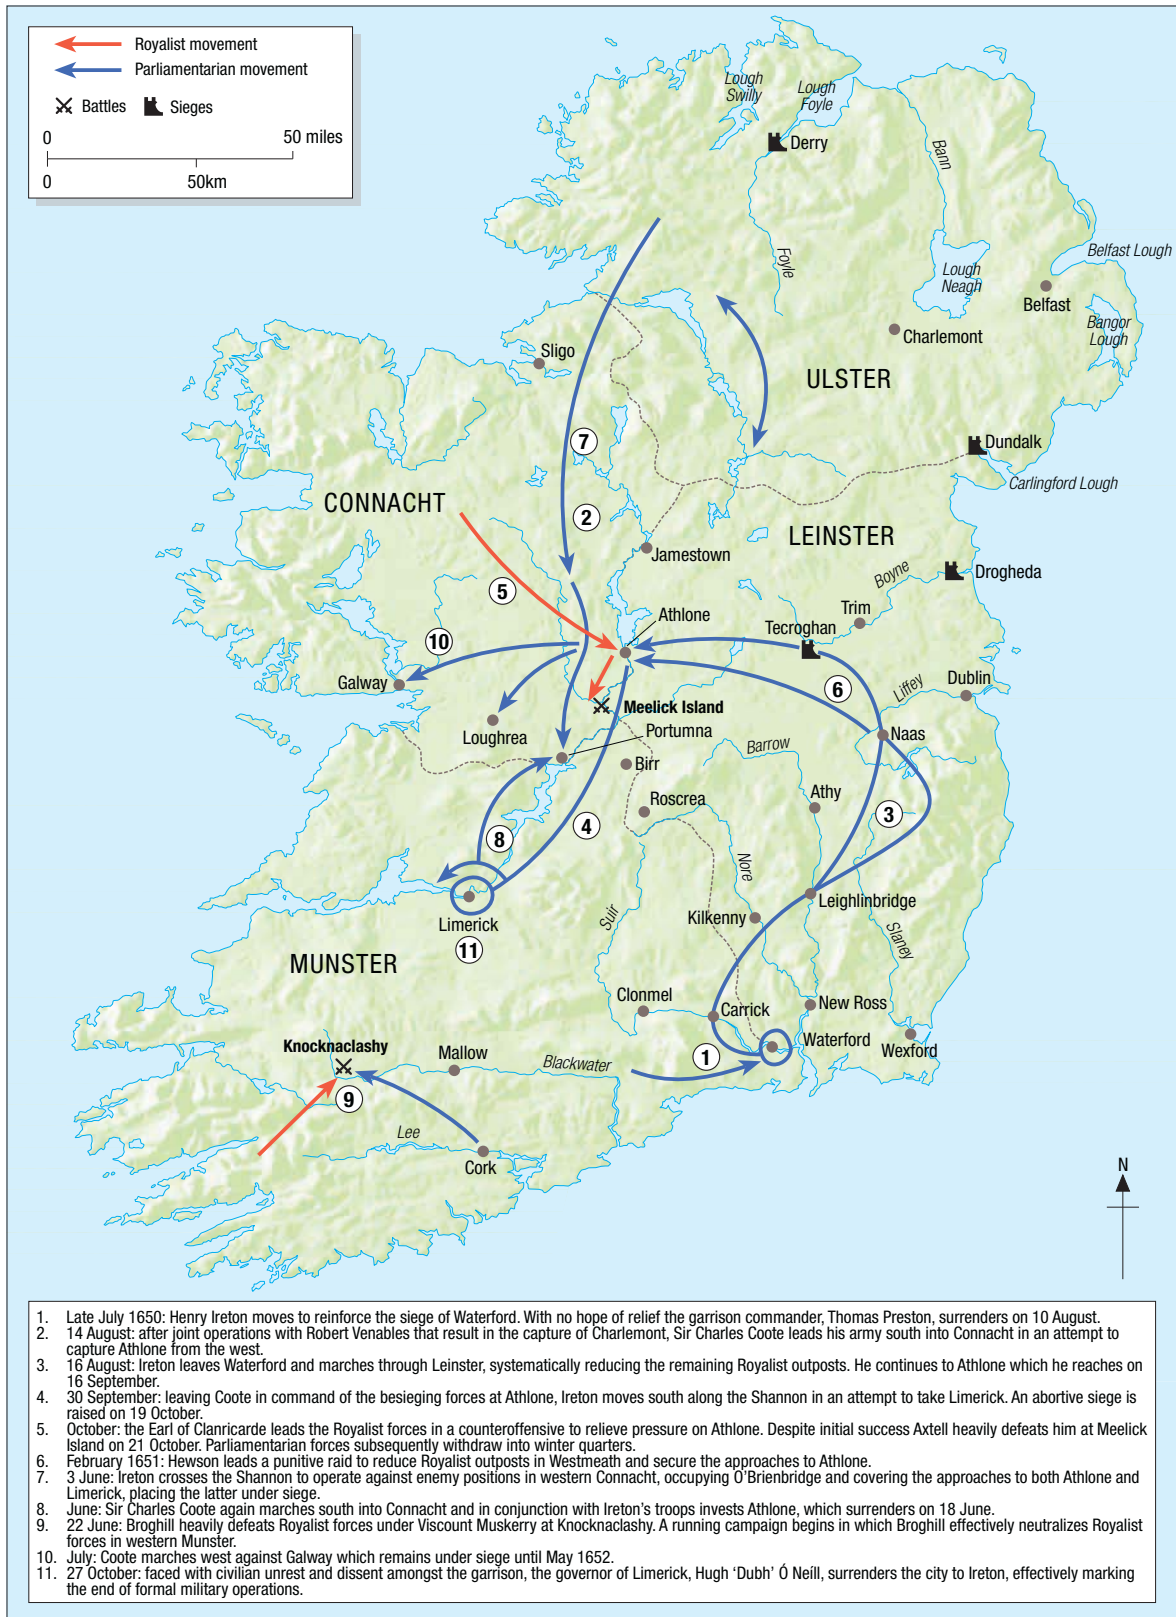 Royalist movement
Parliamentarian movement
Battles Sieges
0 50 miles
0 50km
Lough
Swilly
Lough
Foyle
Derry
Bann
Foyle
Belfast Lough
Lough
Neagh
Belfast
Bangor
Lough
Charlemont
Sligo
ULSTER
7
Dundalk
Carlingford Lough
CONNACHT
2
LEINSTER
Jamestown
Boyne
Drogheda
5
Athlone
Trim
Tecroghan
10
Galway
6
Liffey
Dublin
Meelick Island
Loughrea
Portumna
Naas
Barrow
Birr
Athy
Roscrea
3
4
8
Nore
Leighlinbridge
Limerick
11
Suir
Kilkenny
Slaney
MUNSTER
Clonmel
Carrick
New Ross
Waterford
Wexford
Knocknaclashy
Mallow
Blackwater
1
9
Lee
Cork
N
1. Late July 1650: Henry Ireton moves to reinforce the siege of Waterford. With no hope of relief the garrison commander, Thomas Preston, surrenders on 10 August.
2. 14 August: after joint operations with Robert Venables that result in the capture of Charlemont, Sir Charles Coote leads his army south into Connacht in an attempt to
capture Athlone from the west.
3. 16 August: Ireton leaves Waterford and marches through Leinster, systematically reducing the remaining Royalist outposts. He continues to Athlone which he reaches on
16 September.
4. 30 September: leaving Coote in command of the besieging forces at Athlone, Ireton moves south along the Shannon in an attempt to take Limerick. An abortive siege is
raised on 19 October.
5. October: the Earl of Clanricarde leads the Royalist forces in a counteroffensive to relieve pressure on Athlone. Despite initial success Axtell heavily defeats him at Meelick
Island on 21 October. Parliamentarian forces subsequently withdraw into winter quarters.
6. February 1651: Hewson leads a punitive raid to reduce Royalist outposts in Westmeath and secure the approaches to Athlone.
7. 3 June: Ireton crosses the Shannon to operate against enemy positions in western Connacht, occupying O'Brienbridge and covering the approaches to both Athlone and
Limerick, placing the latter under siege.
8. June: Sir Charles Coote again marches south into Connacht and in conjunction with Ireton's troops invests Athlone, which surrenders on 18 June.
9. 22 June: Broghill heavily defeats Royalist forces under Viscount Muskerry at Knocknaclashy. A running campaign begins in which Broghill effectively neutralizes Royalist
forces in western Munster.
10. July: Coote marches west against Galway which remains under siege until May 1652.
11. 27 October: faced with civilian unrest and dissent amongst the garrison, the governor of Limerick, Hugh 'Dubh' Ó Neíll, surrenders the city to Ireton, effectively marking
the end of formal military operations.